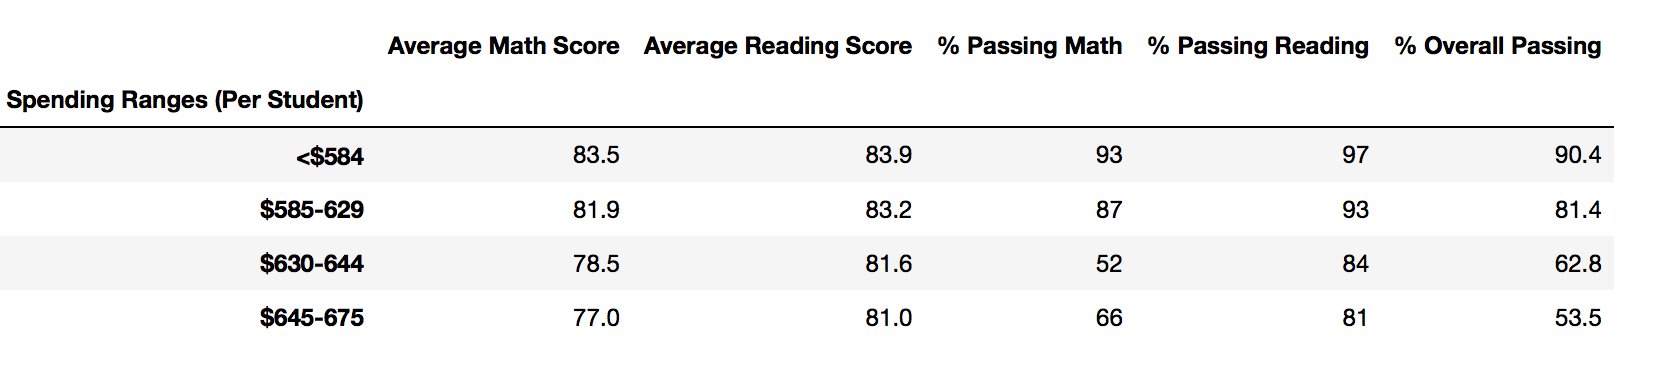 Average Math Score Average Reading Score % Passing Math % Passing Reading % Overall Passing
Spending Ranges (Per Student)
<$584 83.5 83.9 93 97 90.4
$585-629 81.9 83.2 87 93 81.4
$630-644 78.5 81.6 52 84 62.8
$645-675 77.0 81.0 66 81 53.5